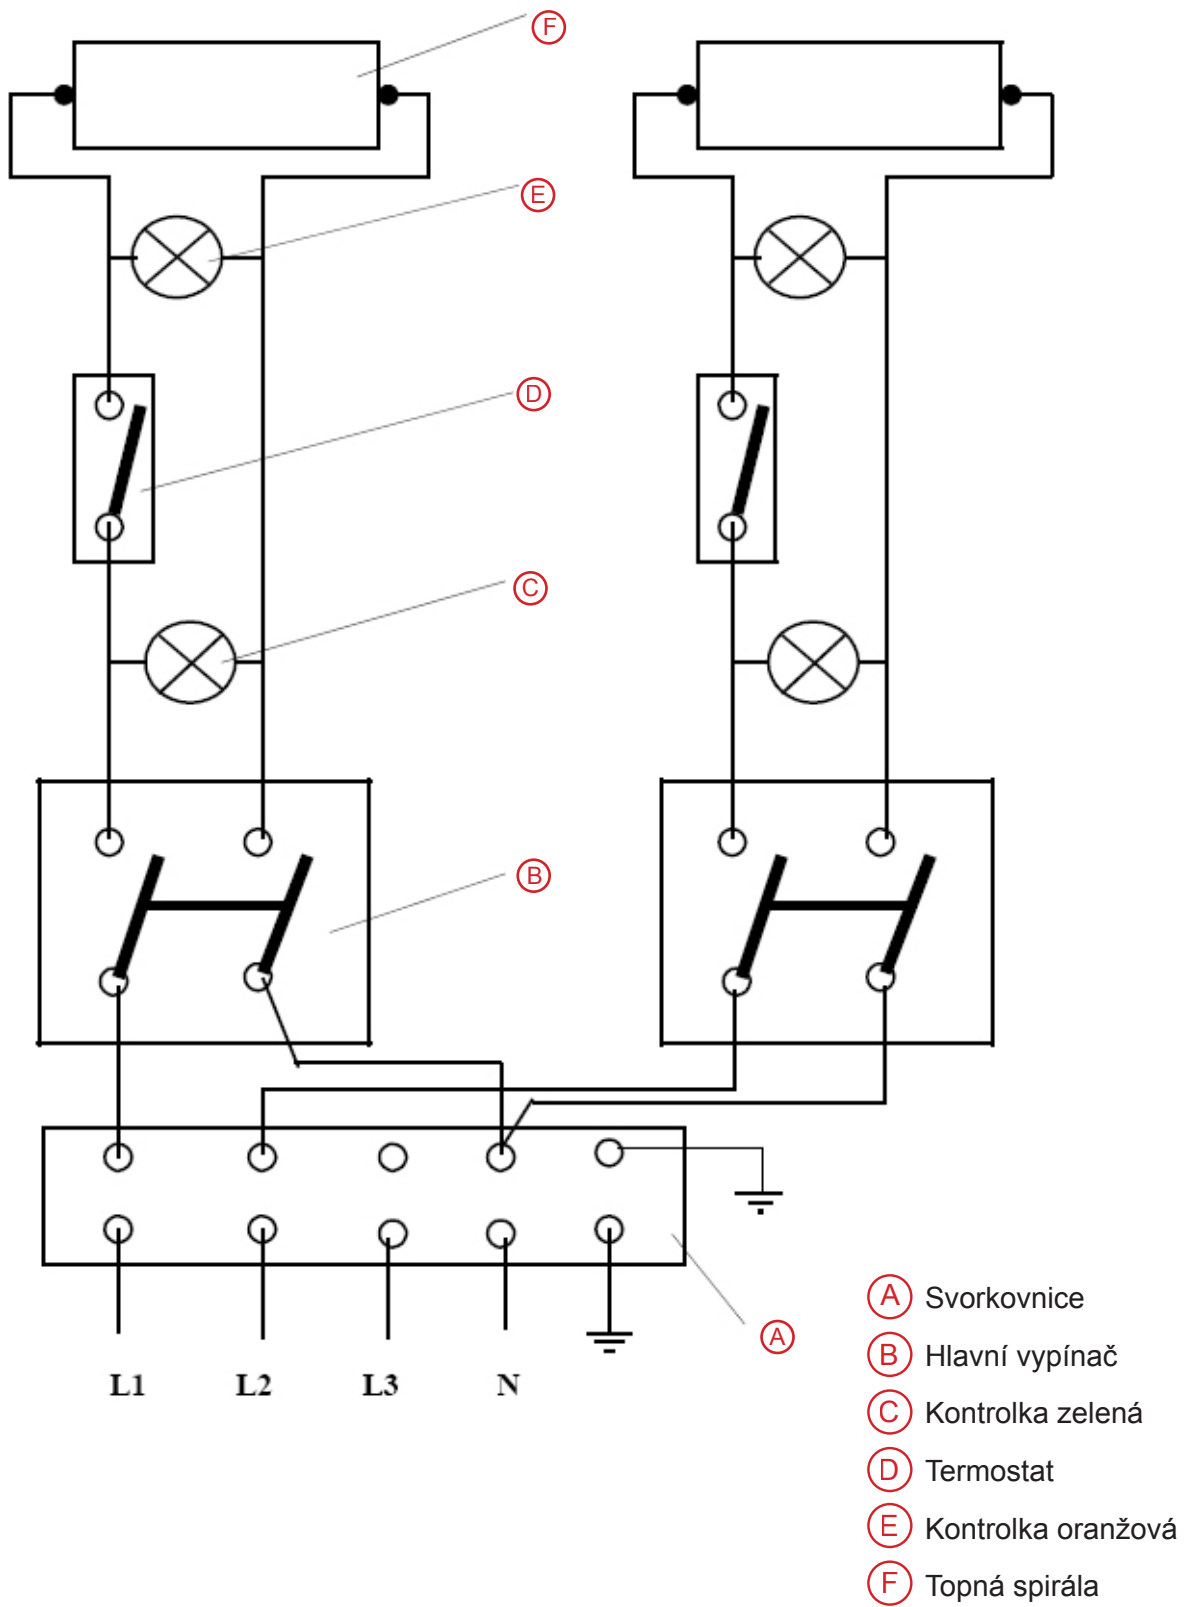 F
E
D
C
B
A
L1 L2 L3 N
A Svorkovnice
B Hlavní vypínač
C Kontrolka zelená
D Termostat
E Kontrolka oranžová
F Topná spirála